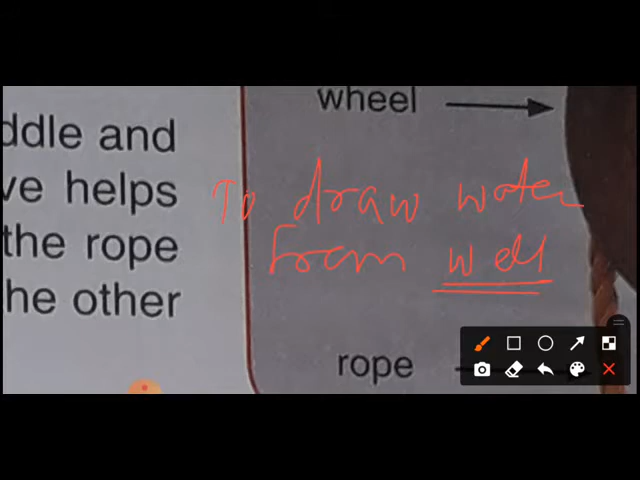 wheel
ddle and
ve helps
the rope
he other
To draw water
from well
rope